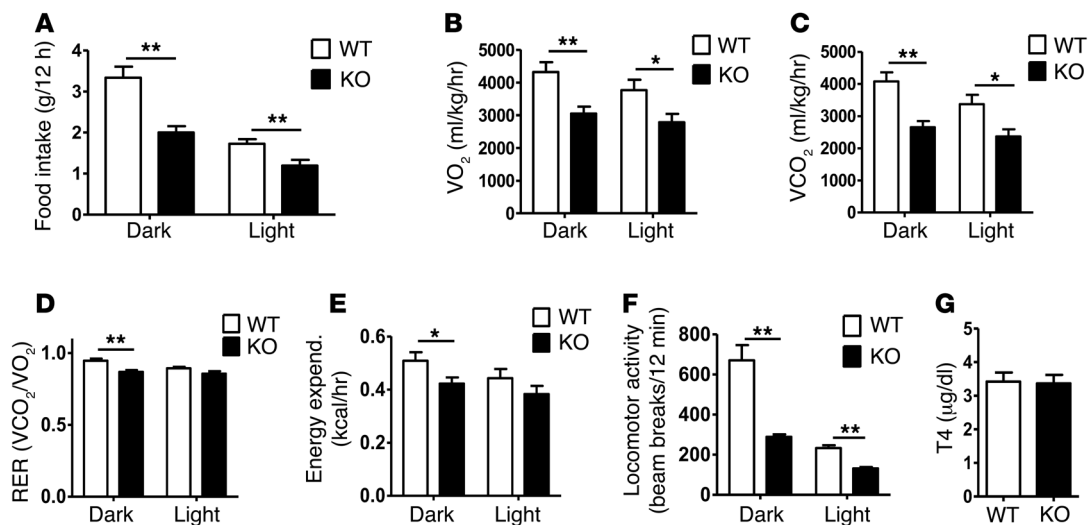 A
Food intake (g/12 h)
4
3
2
1
0
**
**
WT
KO
Dark Light
B
VO2 (ml/kg/hr)
5000
4000
3000
2000
1000
0
**
*
WT
KO
Dark Light
C
VCO2 (ml/kg/hr)
5000
4000
3000
2000
1000
0
**
*
WT
KO
Dark Light
D
RER (VCO2/VO2)
1.0
0.5
0.0
**
WT
KO
Dark Light
E
Energy expend.
(kcal/hr)
0.6
0.4
0.2
0.0
*
WT
KO
Dark Light
F
Locomotor activity
(beam breaks/12 min)
800
600
400
200
0
**
**
WT
KO
Dark Light
G
T4 (µg/dl)
5
4
3
2
1
0
WT KO